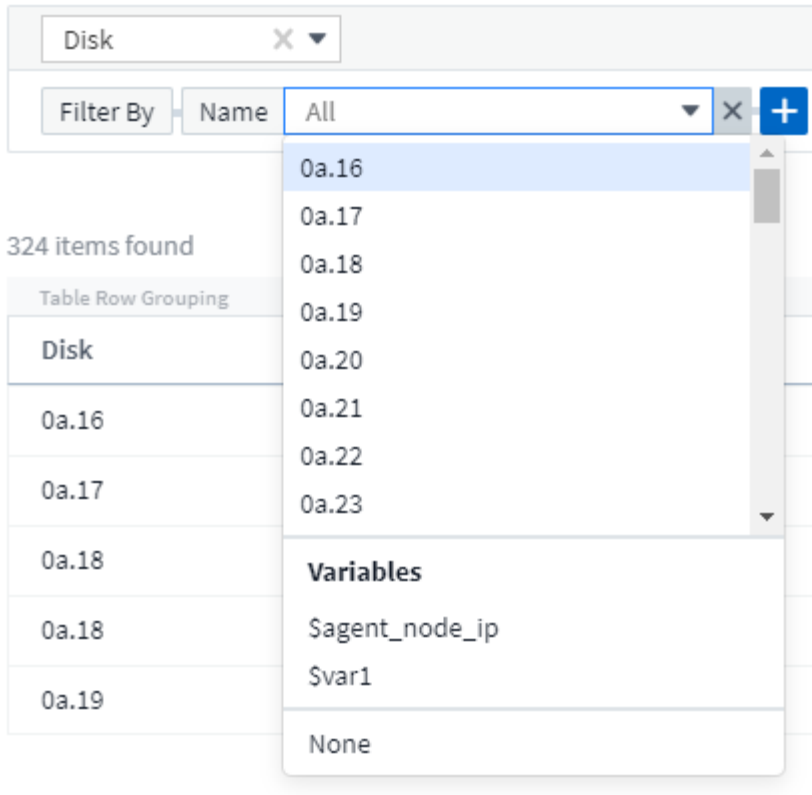 Disk
Filter By Name All
0a.16
0a.17
0a.18
0a.19
0a.20
0a.21
0a.22
0a.23
Variables
$agent_node_ip
$var1
None
324 items found
Table Row Grouping
Disk
0a.16
0a.17
0a.18
0a.18
0a.19